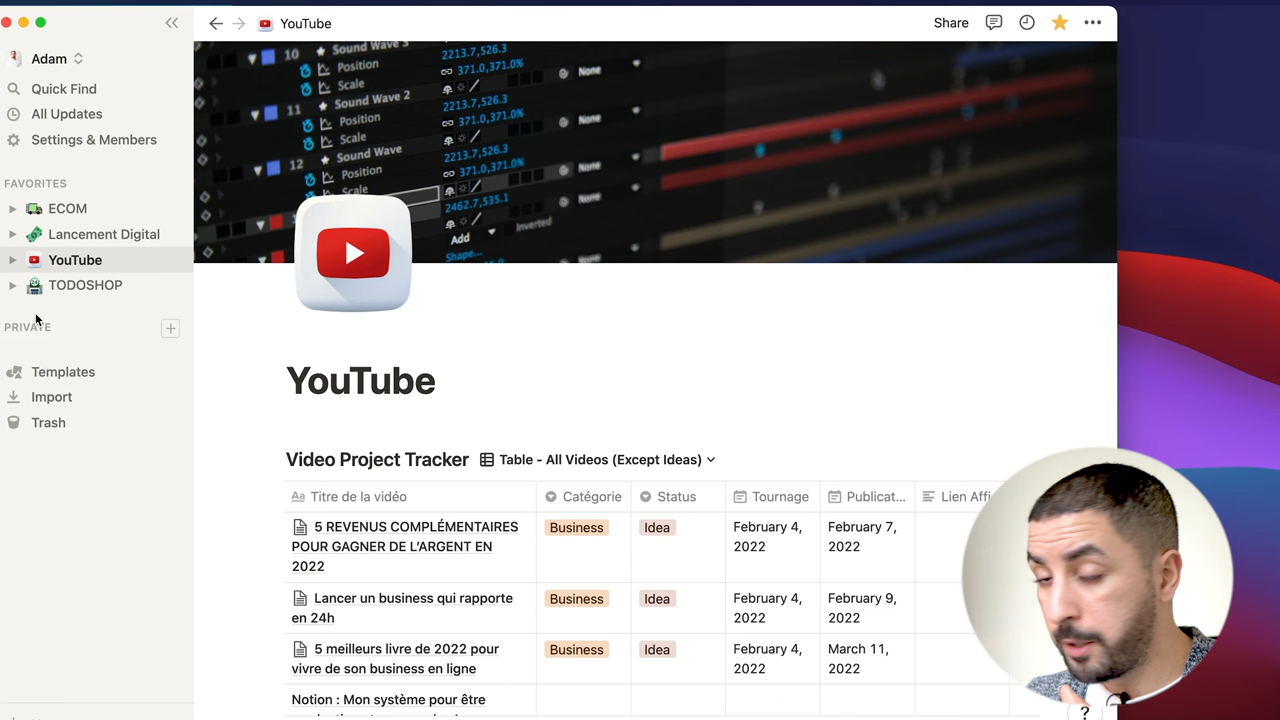 YouTube
Share
Adam
Quick Find
All Updates
Settings & Members
FAVORITES
ECOM
Lancement Digital
YouTube
TODOSHOP
PRIVATE
Templates
Import
Trash
10
Sound Wave 3
2213.7,526.3
Position
371.0,371.0%
Scale
None
11
Sound Wave 2
2213.7,526.3
Position
371.0,371.0%
Scale
None
12
Sound Wave
2213.7,526.3
Position
371.0,371.0%
Scale
None
2462.7,535.1
None
Add
Inverted
Shape...
YouTube
Video Project Tracker
Table - All Videos (Except Ideas)
Aa Titre de la vidéo
Catégorie
Status
Tournage
Publicat...
Lien Affi
5 REVENUS COMPLÉMENTAIRES
POUR GAGNER DE L'ARGENT EN
2022
Business
Idea
February 4,
2022
February 7,
2022
Lancer un business qui rapporte
en 24h
Business
Idea
February 4,
2022
February 9,
2022
5 meilleurs livre de 2022 pour
vivre de son business en ligne
Business
Idea
February 4,
2022
March 11,
2022
Notion : Mon système pour être
?